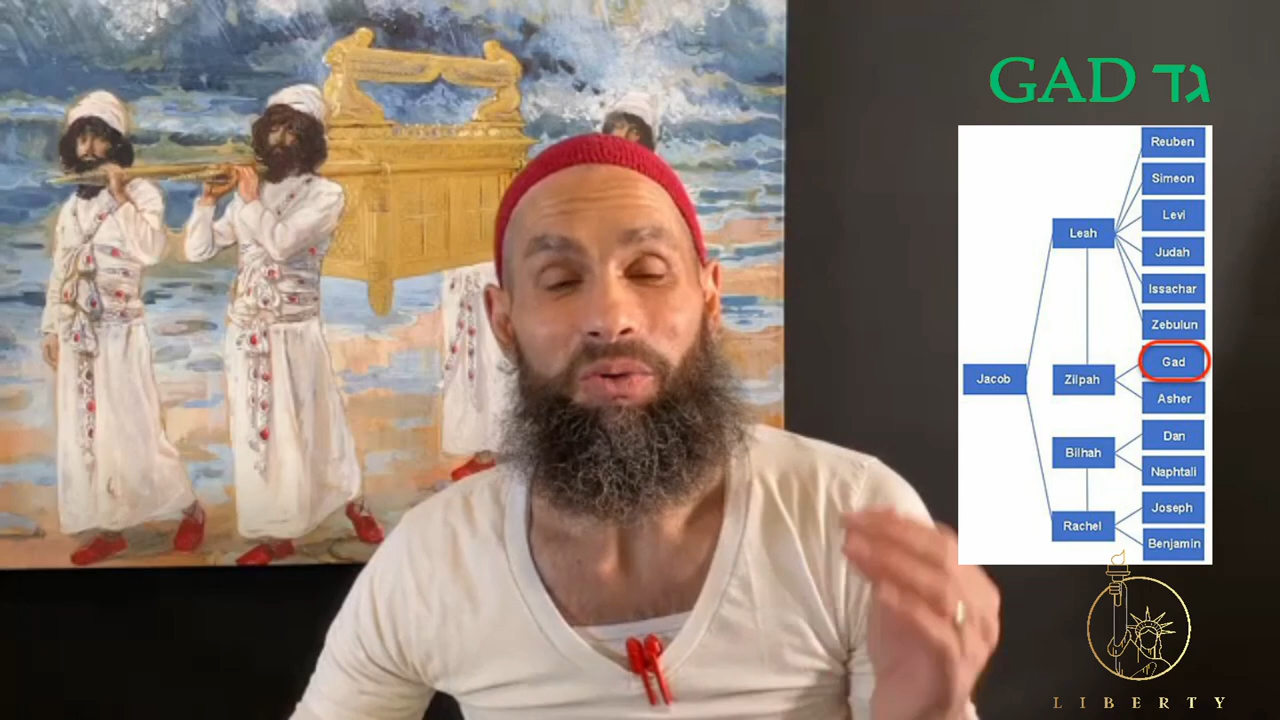 GAD גד
Reuben
Simeon
Levi
Leah
Judah
Issachar
Zebulun
Gad
Jacob
Zilpah
Asher
Dan
Bilhah
Naphtali
Joseph
Rachel
Benjamin
LIBERTY